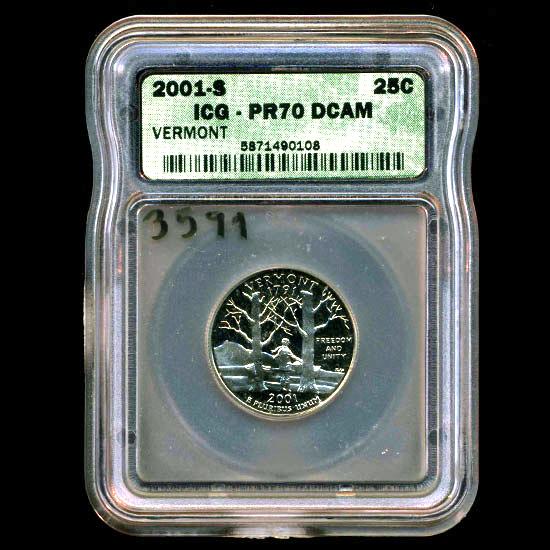 2001-S 25C
ICG - PR70 DCAM
VERMONT
5871490108
3591
VERMONT
1791
FREEDOM
AND
UNITY
2001
E PLURIBUS UNUM